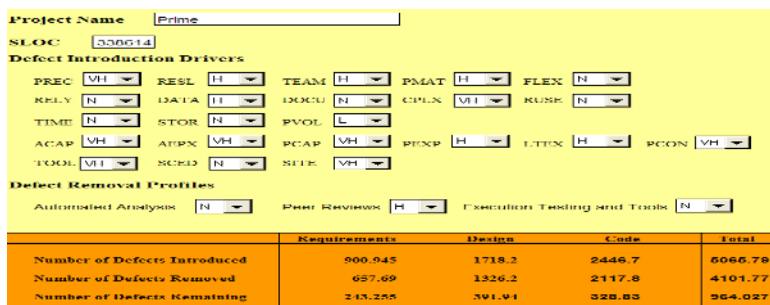 Project Name Prime
SLOC 338614
Defect Introduction Drivers
PREC VH RESL H TEAM H PMAT H FLEX N
RELY N DATA H DOCU N CPLX VH RUSE N
TIME N STOR N PVOL L
ACAP VH AEPX VH PCAP VH PEXP H LTEX H PCON VH
TOOL VH SCED N SITE VH
Defect Removal Profiles
Automated Analysis N Peer Reviews H Execution Testing and Tools N
Requirements Design Code Total
Number of Defects Introduced 900.945 1718.2 2446.7 5065.79
Number of Defects Removed 657.69 1326.2 2117.8 4101.77
Number of Defects Remaining 243.255 391.94 328.83 964.027